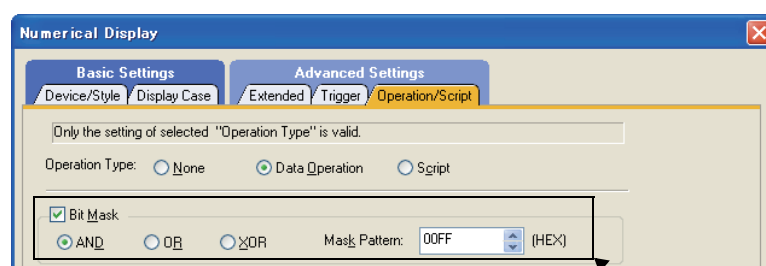 Numerical Display
Basic Settings Advanced Settings
Device/Style Display Case Extended Trigger Operation/Script
Only the setting of selected "Operation Type" is valid.
Operation Type: None Data Operation Script
Bit Mask
AND OR XOR Mask Pattern: 00FF (HEX)